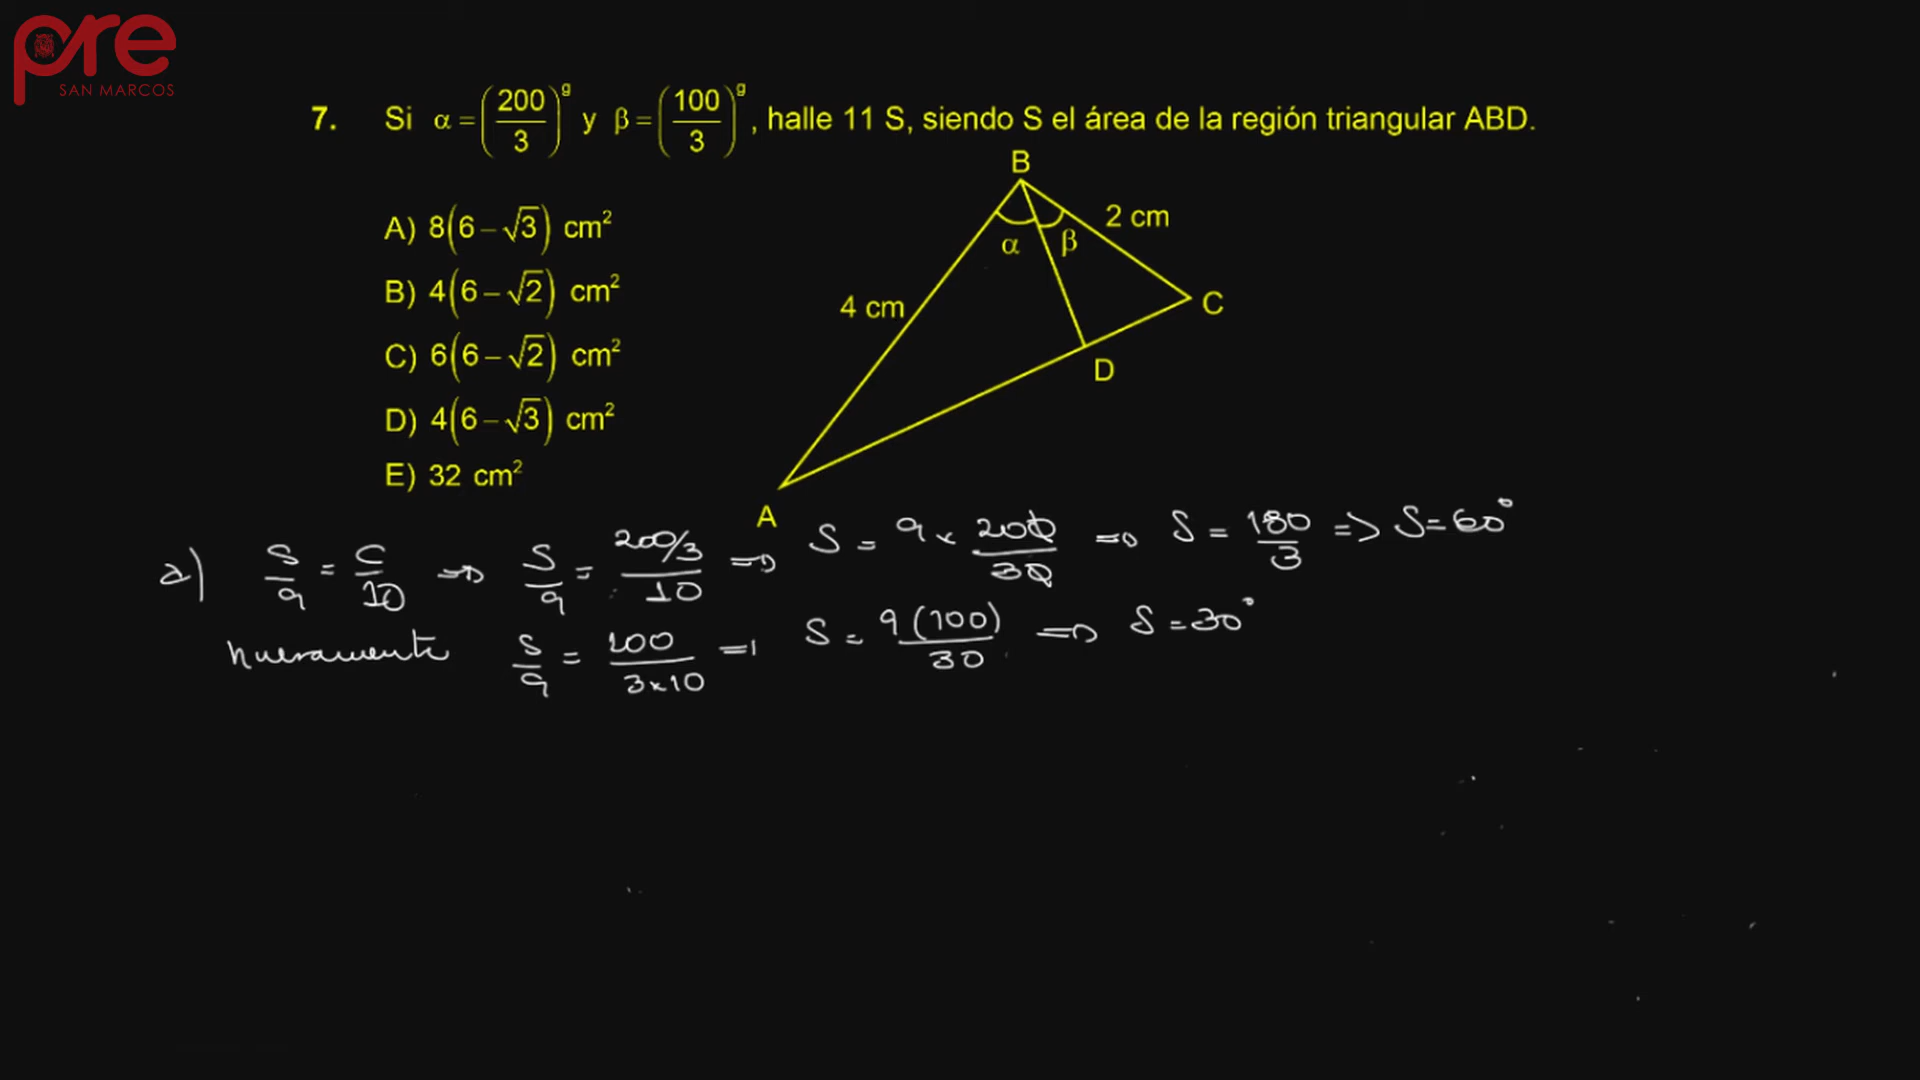 pre
SAN MARCOS
7. Si α = (200/3)^g y β = (100/3)^g , halle 11 S, siendo S el área de la región triangular ABD.
A) 8(6 − √3) cm²
B) 4(6 − √2) cm²
C) 6(6 − √2) cm²
D) 4(6 − √3) cm²
E) 32 cm²
B
2 cm
α β
4 cm
C
D
A
a) S/9 = C/10 ⇒ S/9 = (200/3)/10 ⇒ S = 9 × 200/30 ⇒ S = 180/3 => S = 60°
nuevamente S/9 = 100/(3×10) ⇒ S = 9(100)/30 ⇒ S = 30°